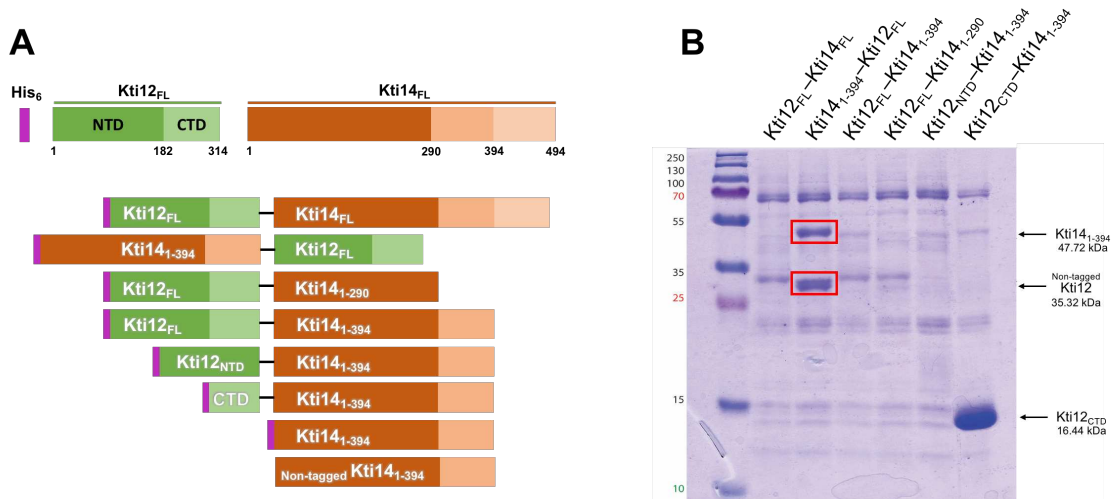 A
His6
Kti12FL
Kti14FL
NTD
CTD
1
182
314
1
290
394
494
Kti12FL
Kti14FL
Kti141-394
Kti12FL
Kti12FL
Kti141-290
Kti12FL
Kti141-394
Kti12NTD
Kti141-394
CTD
Kti141-394
Kti141-394
Non-tagged Kti141-394
B
Kti12FL–Kti14FL
Kti141-394–Kti12FL
Kti12FL–Kti141-394
Kti12FL–Kti141-290
Kti12NTD–Kti141-394
Kti12CTD–Kti141-394
250
130
100
70
55
35
25
15
10
Kti141-394
47.72 kDa
Non-tagged
Kti12
35.32 kDa
Kti12CTD
16.44 kDa